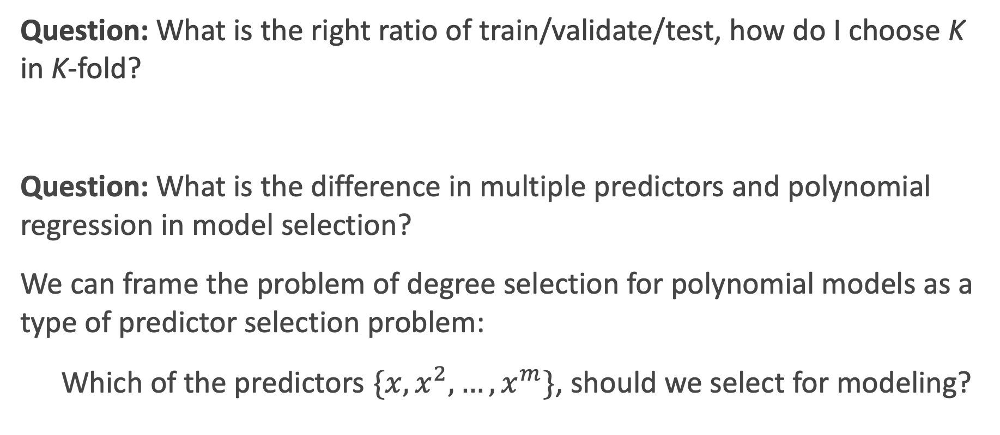 Question: What is the right ratio of train/validate/test, how do I choose K
in K-fold?
Question: What is the difference in multiple predictors and polynomial
regression in model selection?
We can frame the problem of degree selection for polynomial models as a
type of predictor selection problem:
Which of the predictors {x, x², …, xᵐ}, should we select for modeling?